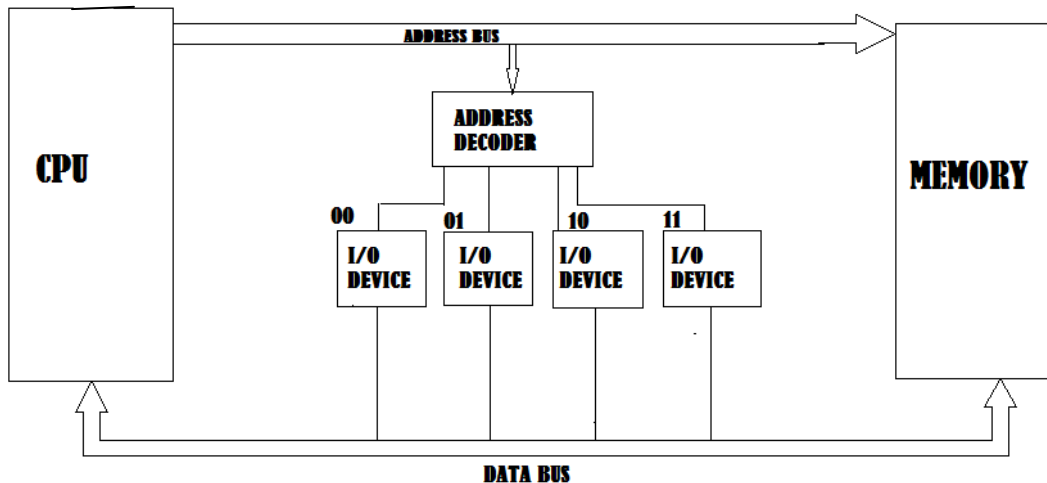 ADDRESS BUS
ADDRESS
DECODER
CPU
MEMORY
00
01
10
11
I/O
DEVICE
I/O
DEVICE
I/O
DEVICE
I/O
DEVICE
DATA BUS